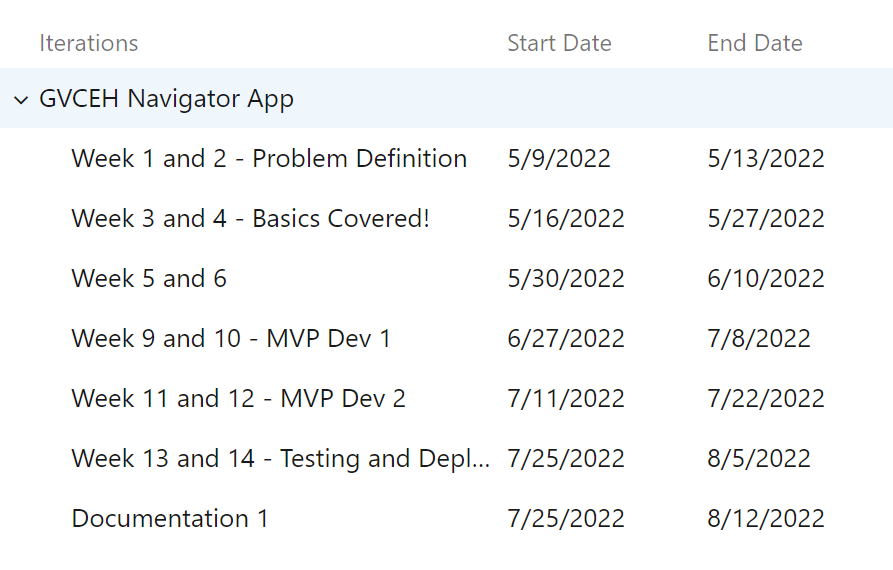 Iterations Start Date End Date
GVCEH Navigator App
Week 1 and 2 - Problem Definition 5/9/2022 5/13/2022
Week 3 and 4 - Basics Covered! 5/16/2022 5/27/2022
Week 5 and 6 5/30/2022 6/10/2022
Week 9 and 10 - MVP Dev 1 6/27/2022 7/8/2022
Week 11 and 12 - MVP Dev 2 7/11/2022 7/22/2022
Week 13 and 14 - Testing and Depl... 7/25/2022 8/5/2022
Documentation 1 7/25/2022 8/12/2022